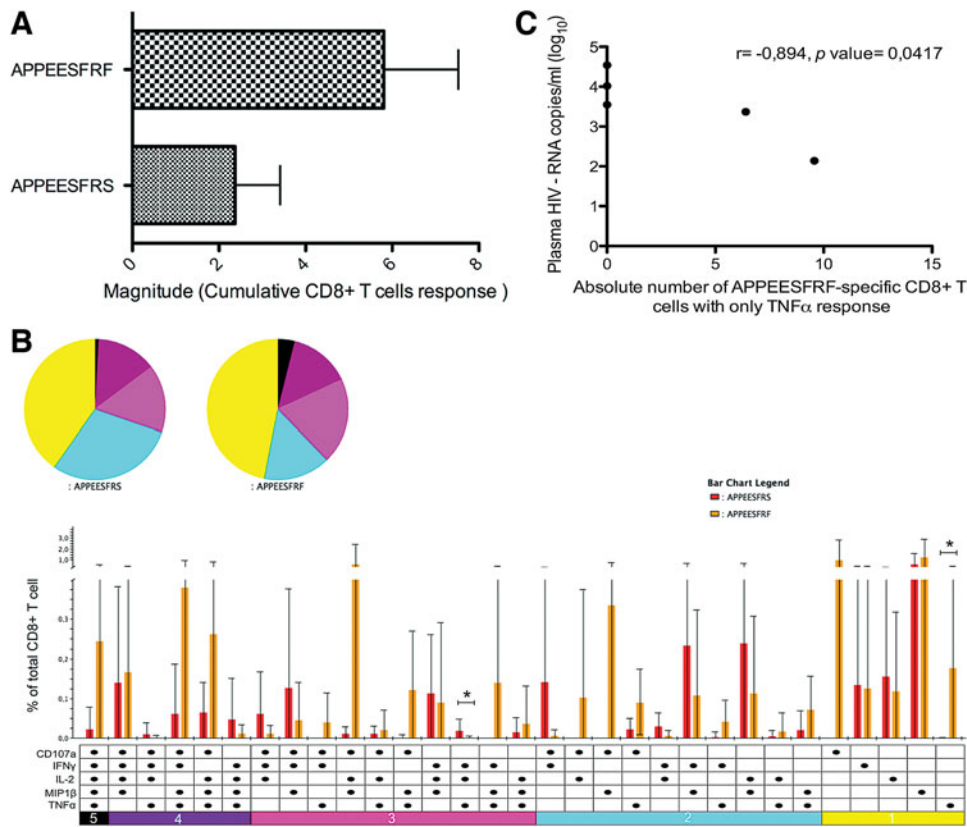 A
APPEESFRF
APPEESFRS
0
2
4
6
8
Magnitude (Cumulative CD8+ T cells response )
C
r= -0,894, p value= 0,0417
Plasma HIV - RNA copies/ml (log10)
5
4
3
2
1
0
0
5
10
15
Absolute number of APPEESFRF-specific CD8+ T
cells with only TNFα response
B
: APPEESFRS
: APPEESFRF
Bar Chart Legend
: APPEESFRS
: APPEESFRF
% of total CD8+ T cell
3,0
2,0
1,0
0,3
0,2
0,1
0,0
*
*
CD107a
IFNγ
IL-2
MIP1β
TNFα
5
4
3
2
1